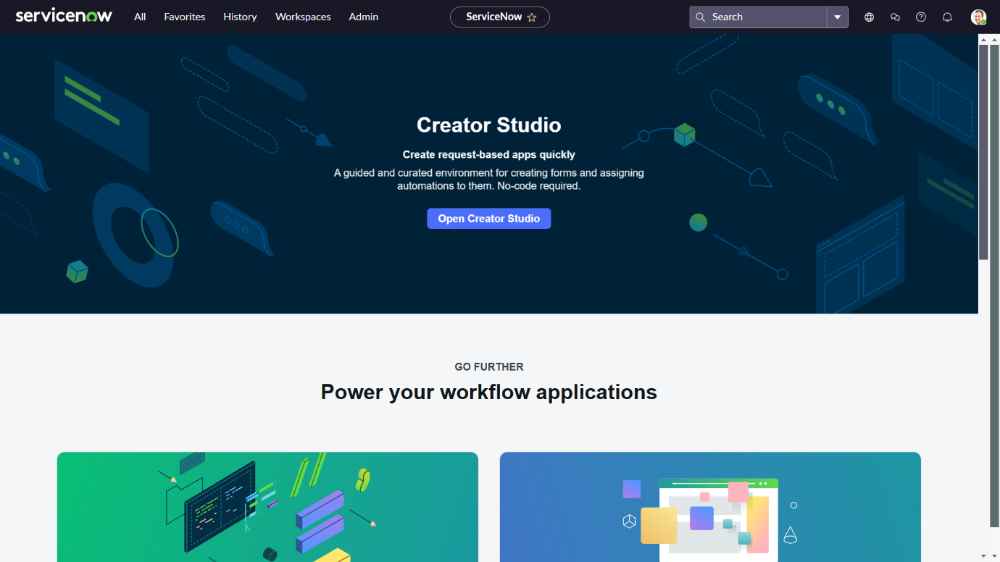 servicenow All Favorites History Workspaces Admin ServiceNow Search
Creator Studio
Create request-based apps quickly
A guided and curated environment for creating forms and assigning
automations to them. No-code required.
Open Creator Studio
GO FURTHER
Power your workflow applications